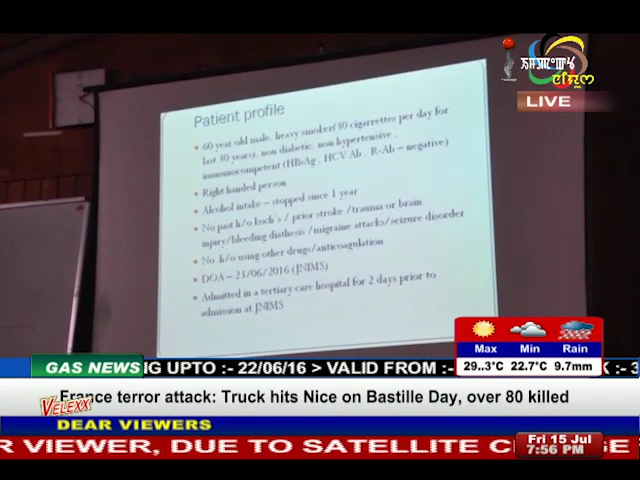 Patient profile
• 60 year old male, heavy smoker(30 cigarrettes per day for
last 30 years), non diabetic, non hypertensive ,
immunocompetent (HBsAg , HCV Ab , R-Ab – negative)
• Right handed person
• Alcohol intake – stopped since 1 year
• No past h/o koch's / prior stroke /trauma or brain
injury/bleeding diathesis /migraine attacks/seizure disorder
• No h/o using other drugs/anticoagulation
• DOA – 23/06/2016 (JNIMS)
• Admitted in a tertiary care hospital for 2 days prior to
admission at JNIMS
LIVE
Max Min Rain
29..3°C 22.7°C 9.7mm
GAS NEWS
NG UPTO :- 22/06/16 > VALID FROM :-
K :- 3
France terror attack: Truck hits Nice on Bastille Day, over 80 killed
VELEXX
DEAR VIEWERS
R VIEWER, DUE TO SATELLITE C
GE
Fri 15 Jul
7:56 PM